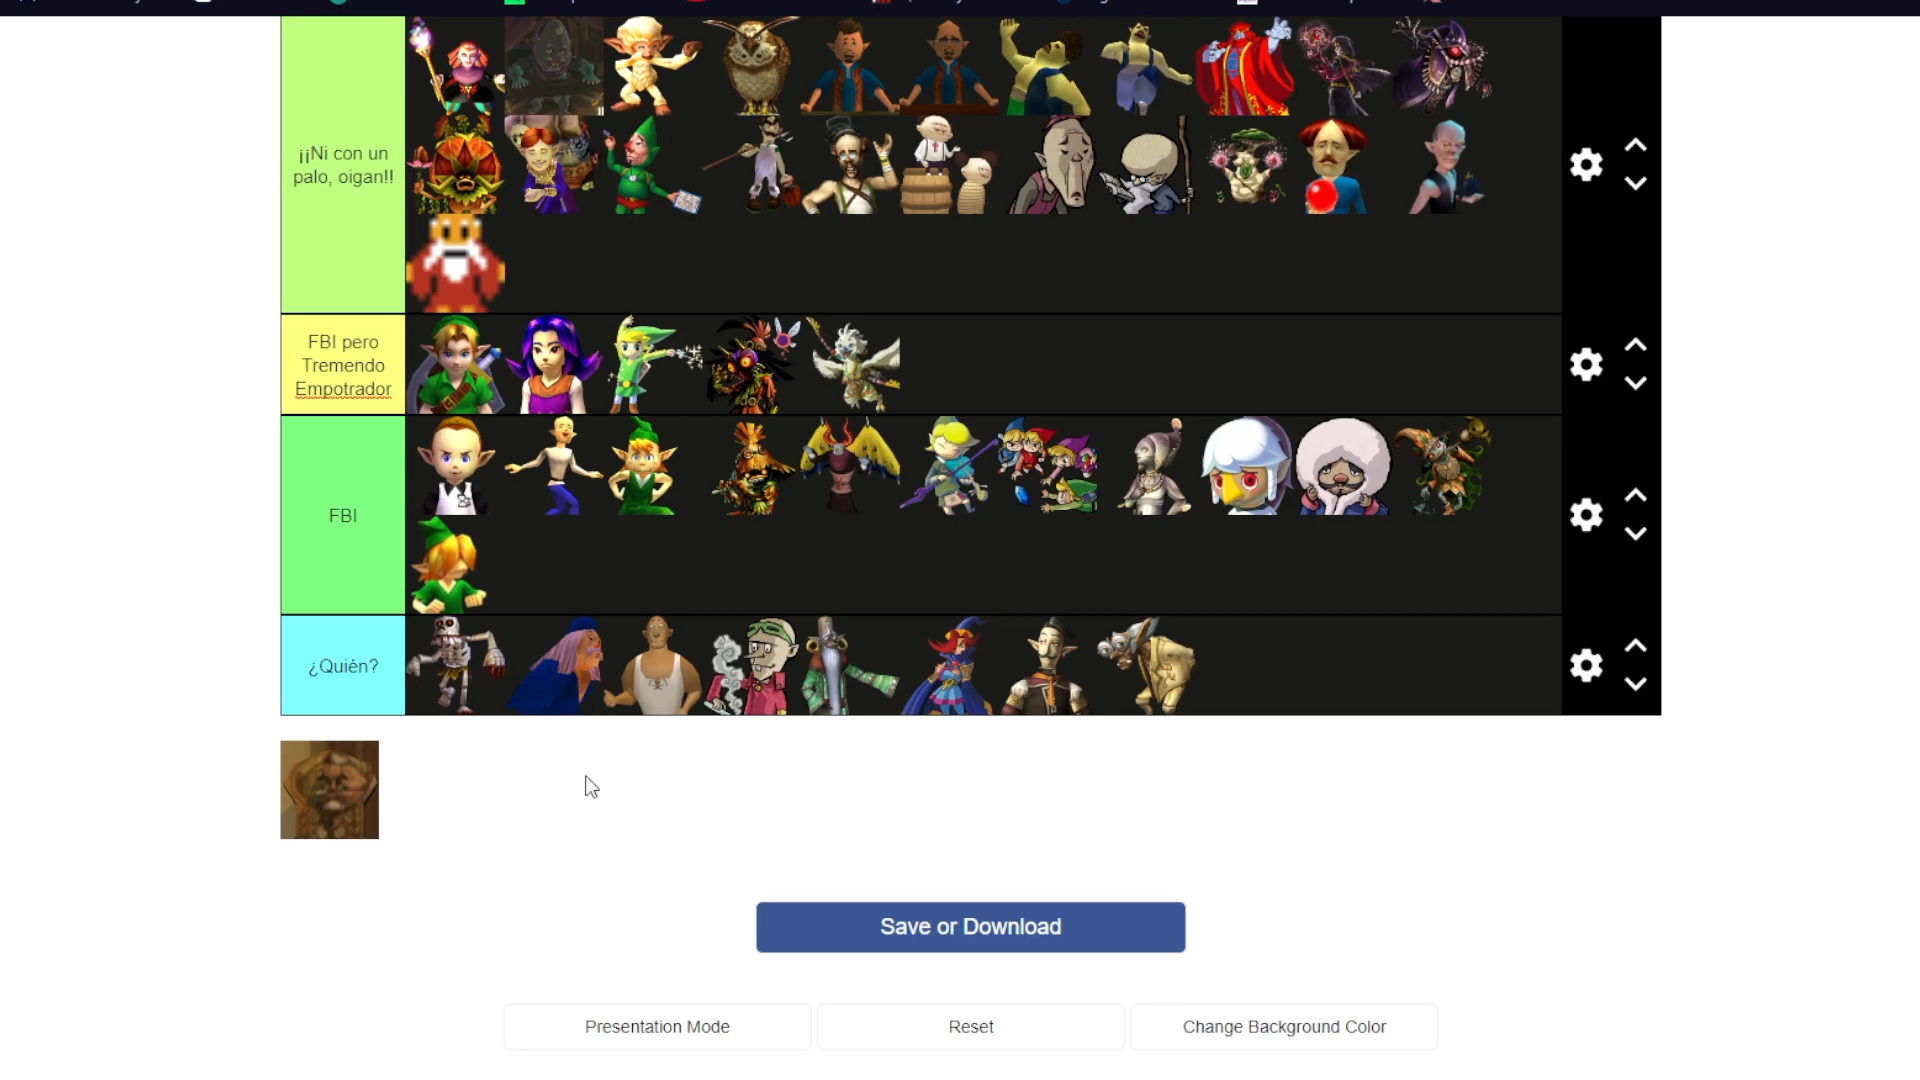 ¡¡Ni con un
palo, oigan!!
FBI pero
Tremendo
Empotrador
FBI
¿Quién?
Save or Download
Presentation Mode
Reset
Change Background Color